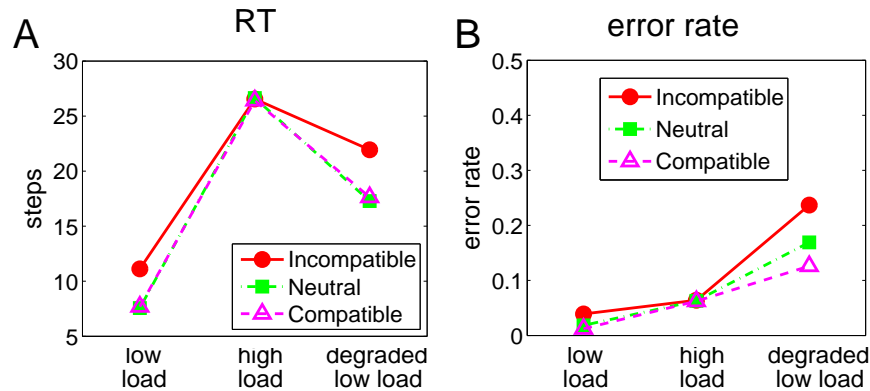 A
RT
30
25
20
15
10
5
steps
Incompatible
Neutral
Compatible
low
load
high
load
degraded
low load
B
error rate
0.5
0.4
0.3
0.2
0.1
0
error rate
Incompatible
Neutral
Compatible
low
load
high
load
degraded
low load